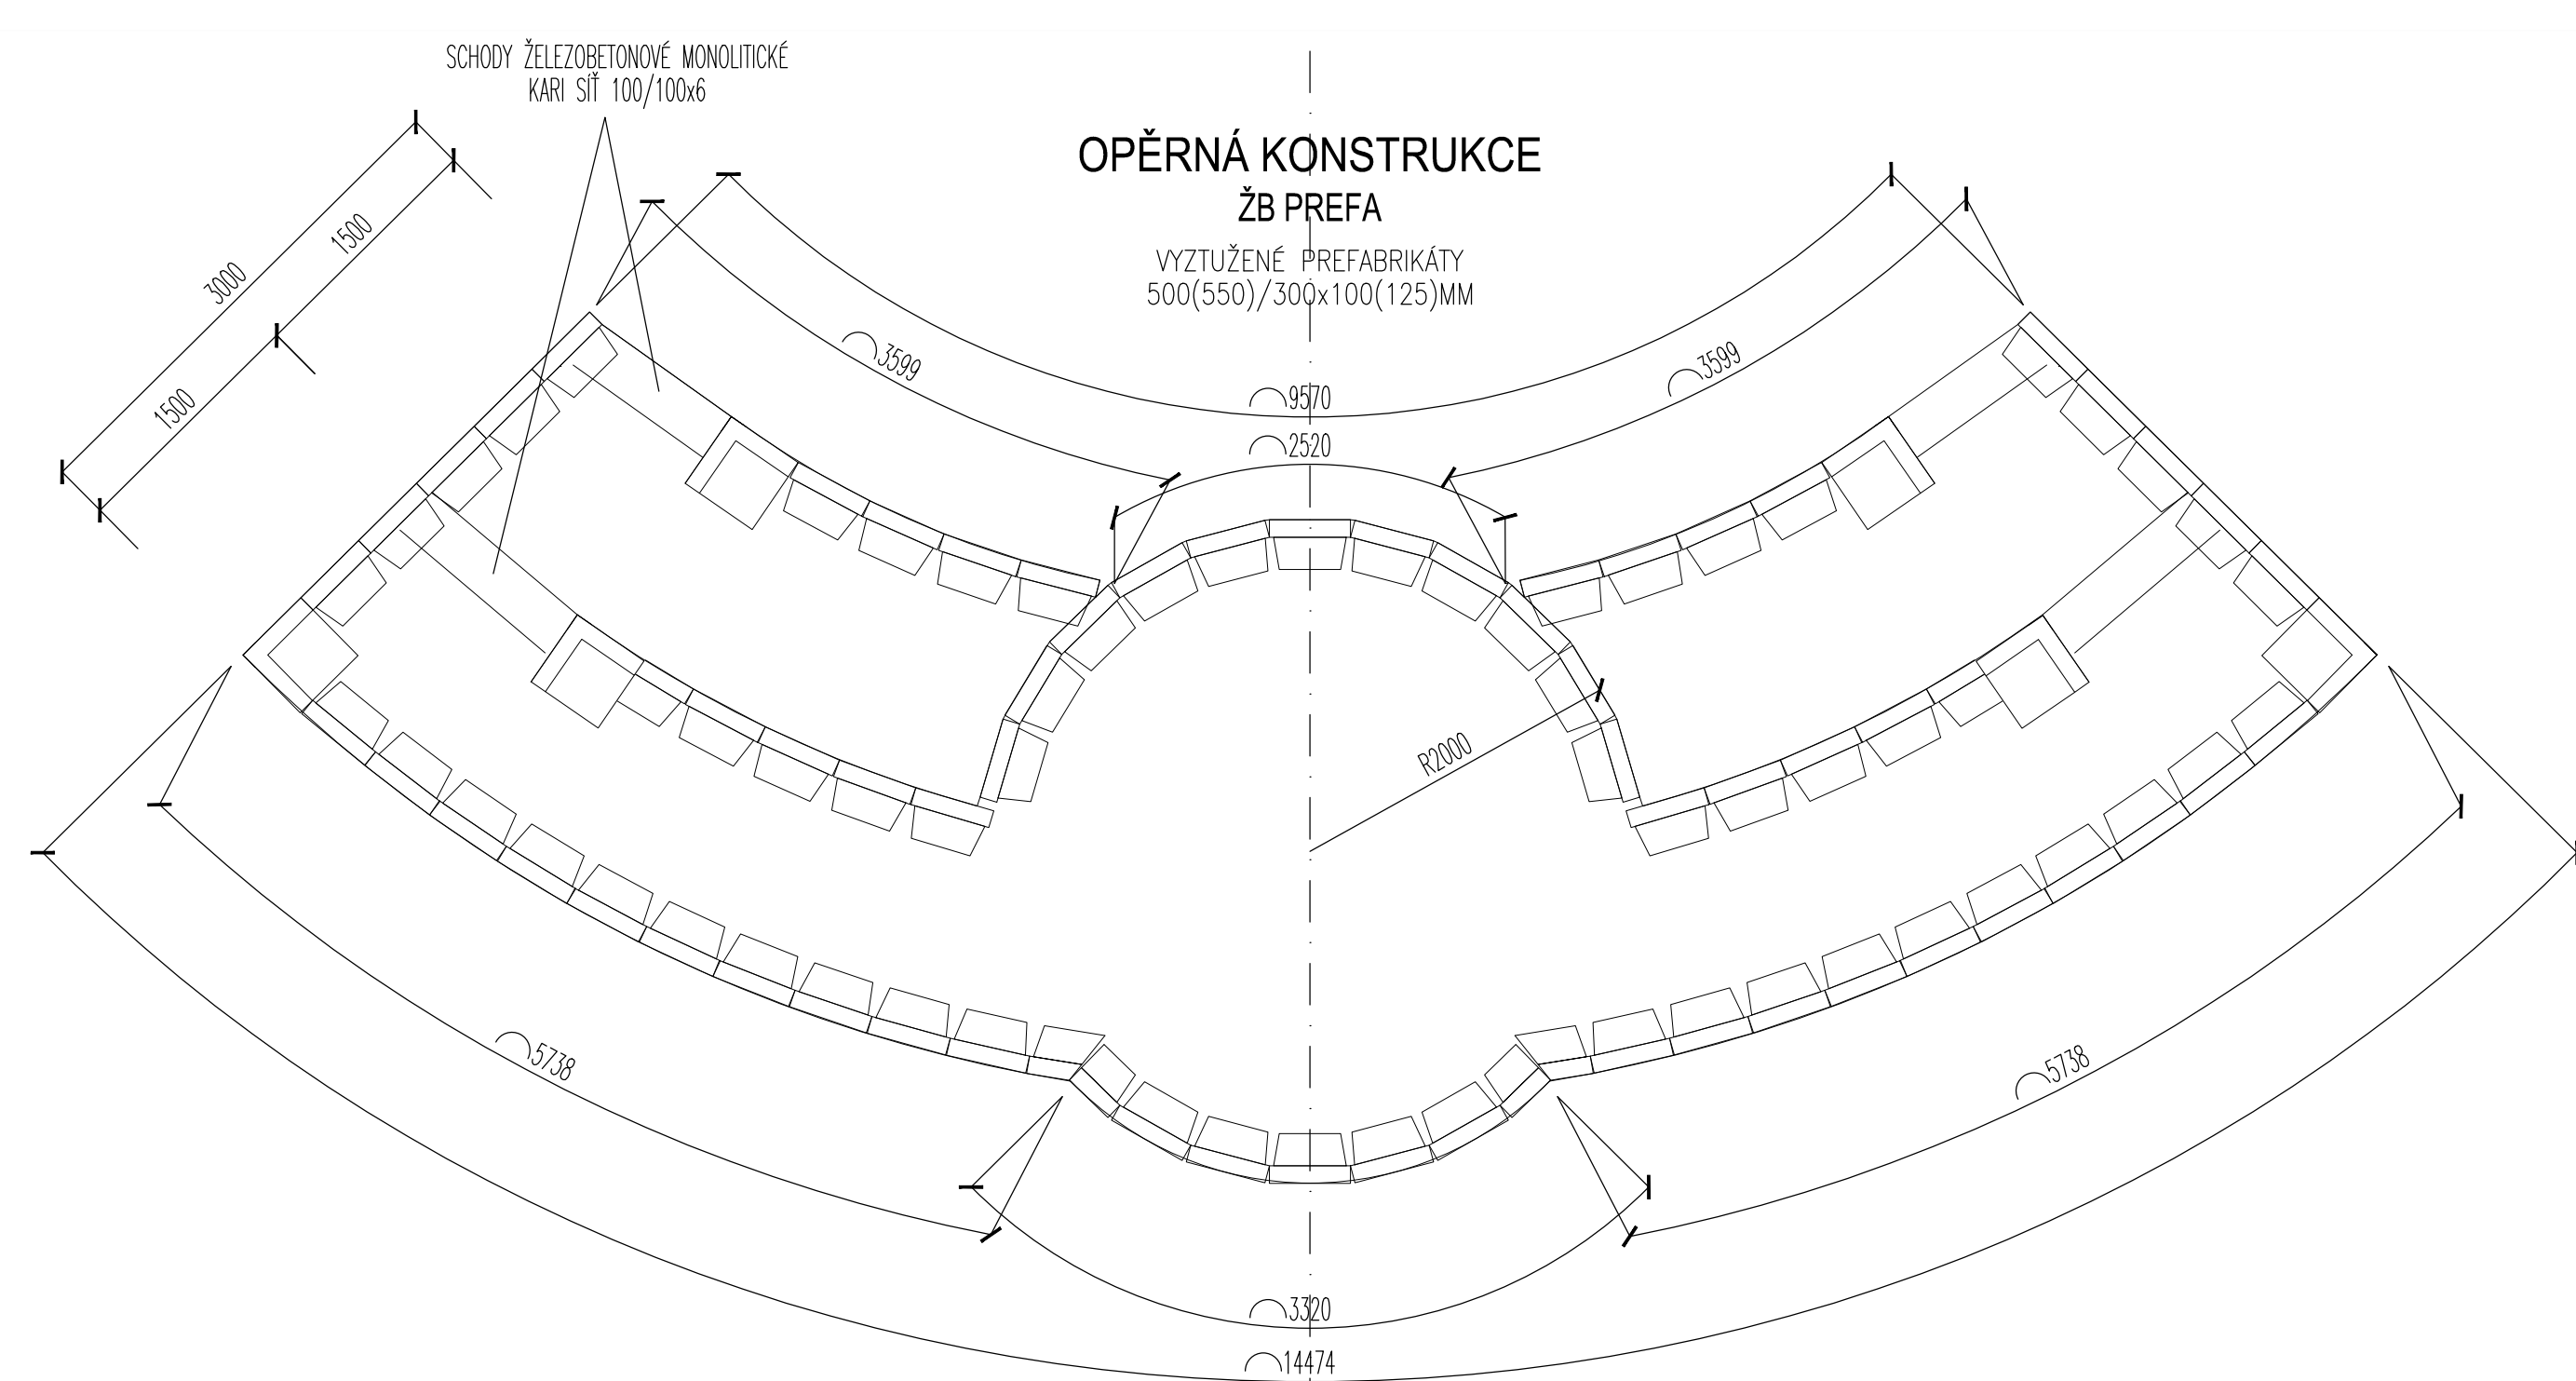 SCHODY ŽELEZOBETONOVÉ MONOLITICKÉ
KARI SÍŤ 100/100x6
OPĚRNÁ KONSTRUKCE
ŽB PREFA
VYZTUŽENÉ PREFABRIKÁTY
500(550)/300x100(125)MM
3000
1500
1500
3599
3599
9570
2520
R2000
5738
5738
3320
14474